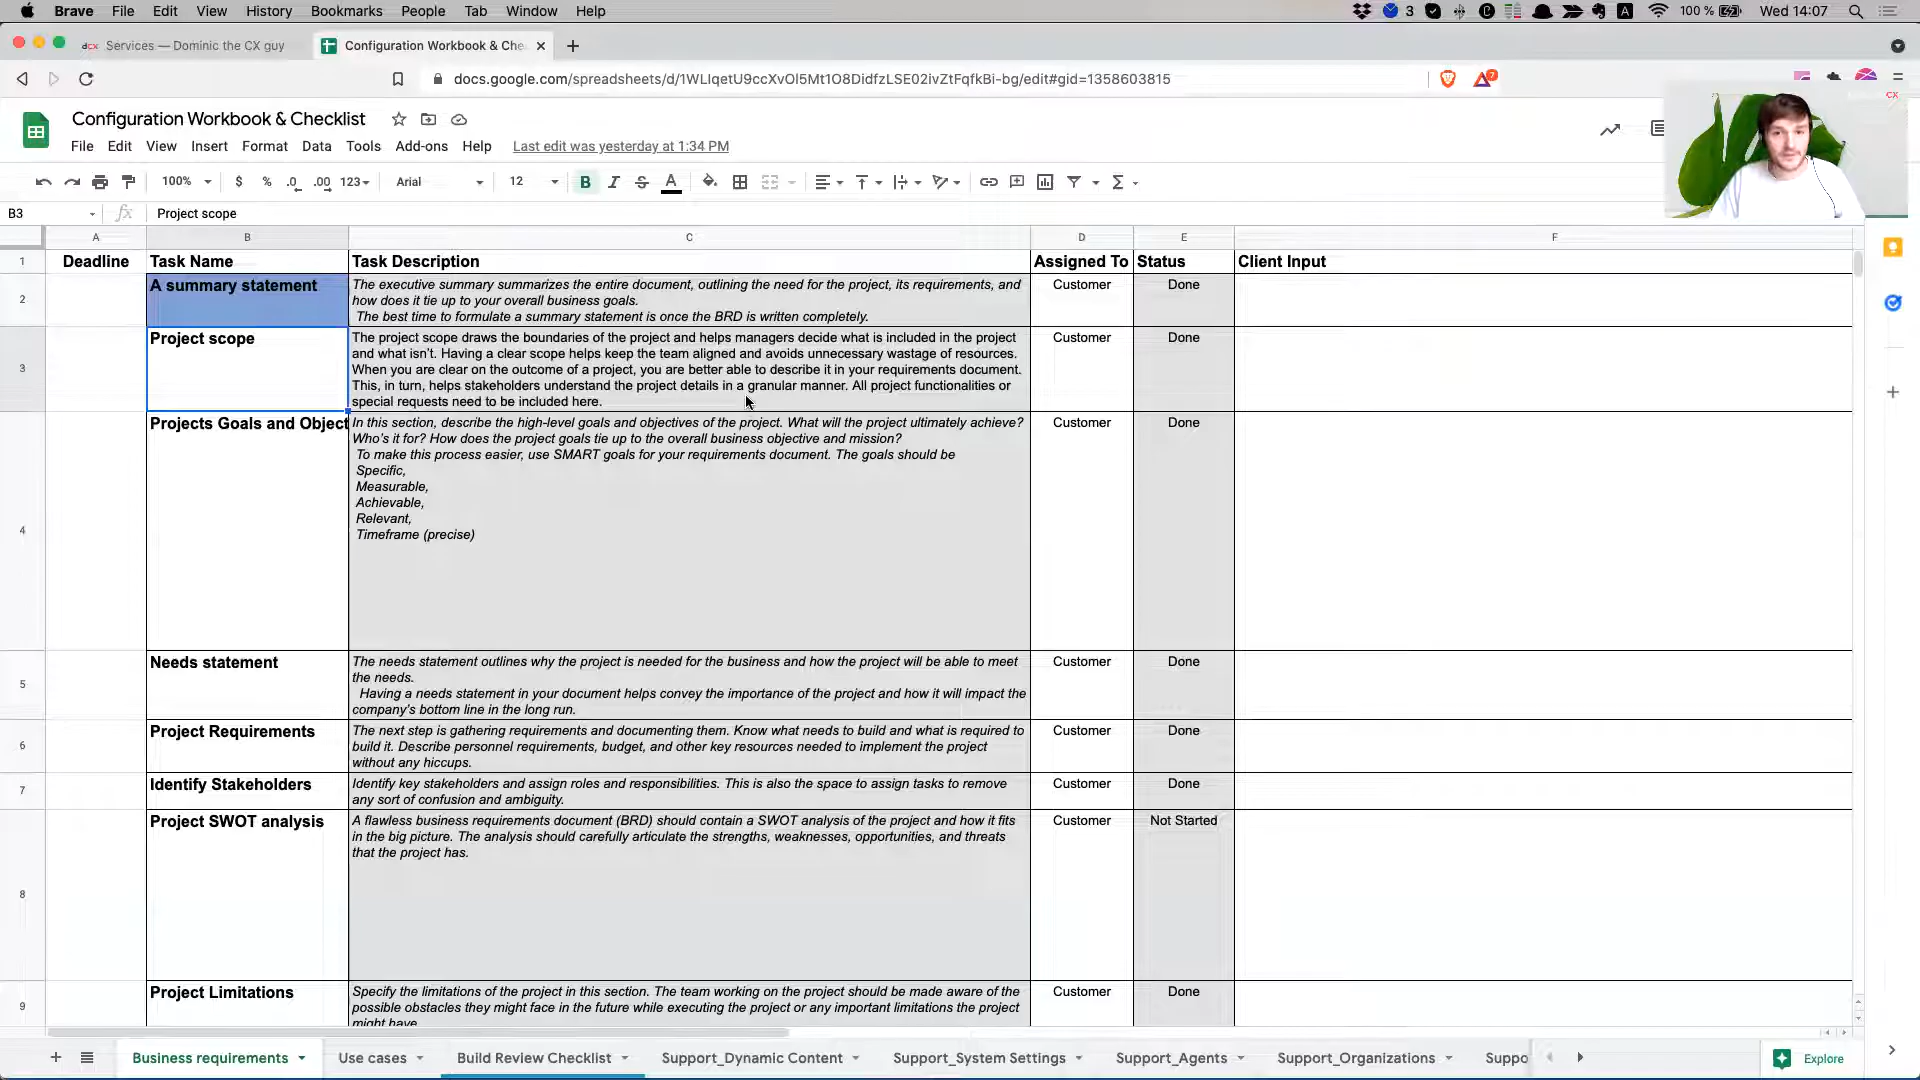 Brave File Edit View History Bookmarks People Tab Window Help 3 A 100 % Wed 14:07
dcx Services — Dominic the CX guy Configuration Workbook & Che
docs.google.com/spreadsheets/d/1WLIqetU9ccXvOl5Mt1O8DidfzLSE02ivZtFqfkBi-bg/edit#gid=1358603815
CX
Configuration Workbook & Checklist
File Edit View Insert Format Data Tools Add-ons Help Last edit was yesterday at 1:34 PM
100% $ % .0 .00 123 Arial 12 B I S A
B3 fx Project scope
A B C D E F
1 Deadline Task Name Task Description Assigned To Status Client Input
2 A summary statement The executive summary summarizes the entire document, outlining the need for the project, its requirements, and Customer Done
how does it tie up to your overall business goals.
The best time to formulate a summary statement is once the BRD is written completely.
3 Project scope The project scope draws the boundaries of the project and helps managers decide what is included in the project Customer Done
and what isn't. Having a clear scope helps keep the team aligned and avoids unnecessary wastage of resources.
When you are clear on the outcome of a project, you are better able to describe it in your requirements document.
This, in turn, helps stakeholders understand the project details in a granular manner. All project functionalities or
special requests need to be included here.
4 Projects Goals and Object In this section, describe the high-level goals and objectives of the project. What will the project ultimately achieve? Customer Done
Who's it for? How does the project goals tie up to the overall business objective and mission?
To make this process easier, use SMART goals for your requirements document. The goals should be
Specific,
Measurable,
Achievable,
Relevant,
Timeframe (precise)
5 Needs statement The needs statement outlines why the project is needed for the business and how the project will be able to meet Customer Done
the needs.
Having a needs statement in your document helps convey the importance of the project and how it will impact the
company's bottom line in the long run.
6 Project Requirements The next step is gathering requirements and documenting them. Know what needs to build and what is required to Customer Done
build it. Describe personnel requirements, budget, and other key resources needed to implement the project
without any hiccups.
7 Identify Stakeholders Identify key stakeholders and assign roles and responsibilities. This is also the space to assign tasks to remove Customer Done
any sort of confusion and ambiguity.
8 Project SWOT analysis A flawless business requirements document (BRD) should contain a SWOT analysis of the project and how it fits Customer Not Started
in the big picture. The analysis should carefully articulate the strengths, weaknesses, opportunities, and threats
that the project has.
9 Project Limitations Specify the limitations of the project in this section. The team working on the project should be made aware of the Customer Done
possible obstacles they might face in the future while executing the project or any important limitations the project
might have
Business requirements Use cases Build Review Checklist Support_Dynamic Content Support_System Settings Support_Agents Support_Organizations Suppo Explore